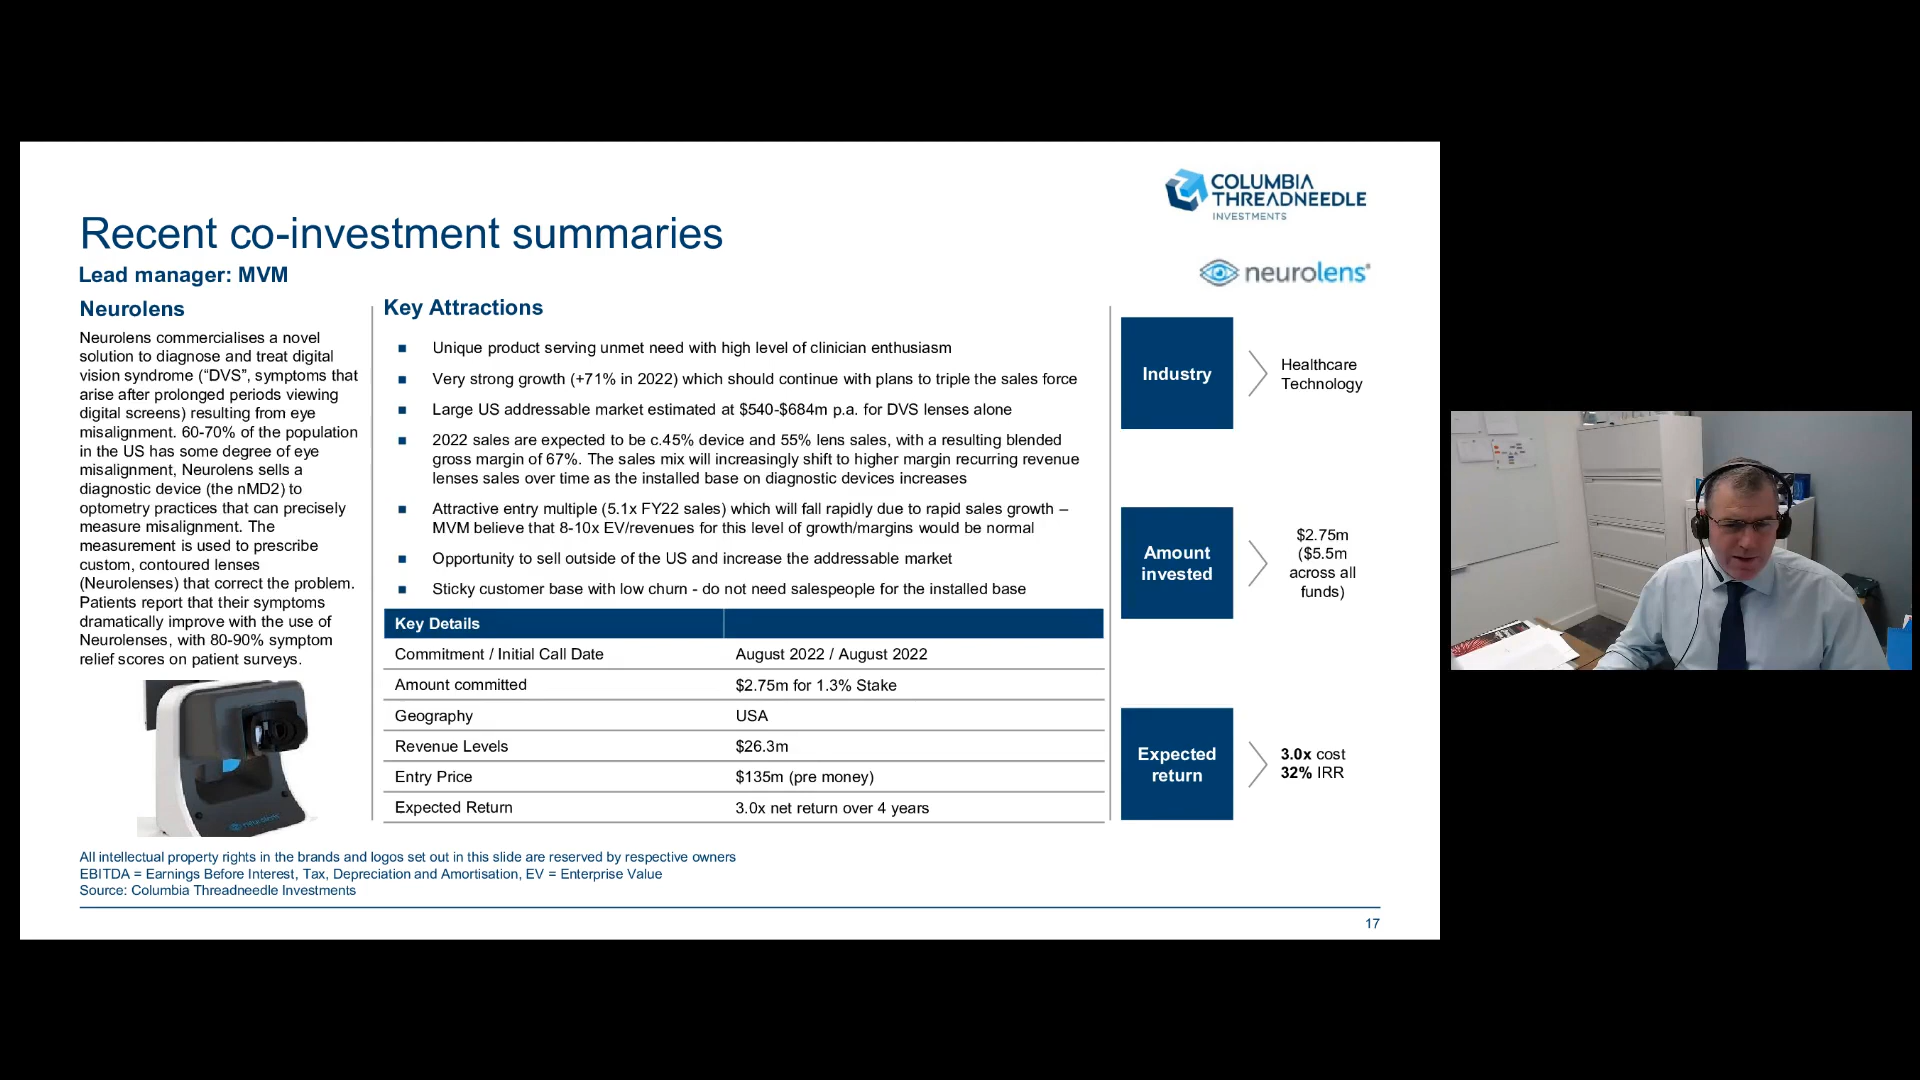 COLUMBIA
THREADNEEDLE
INVESTMENTS
Recent co-investment summaries
Lead manager: MVM
neurolens®
Neurolens
Neurolens commercialises a novel
solution to diagnose and treat digital
vision syndrome (“DVS”, symptoms that
arise after prolonged periods viewing
digital screens) resulting from eye
misalignment. 60-70% of the population
in the US has some degree of eye
misalignment, Neurolens sells a
diagnostic device (the nMD2) to
optometry practices that can precisely
measure misalignment. The
measurement is used to prescribe
custom, contoured lenses
(Neurolenses) that correct the problem.
Patients report that their symptoms
dramatically improve with the use of
Neurolenses, with 80-90% symptom
relief scores on patient surveys.
neurolens
Key Attractions
Unique product serving unmet need with high level of clinician enthusiasm
Very strong growth (+71% in 2022) which should continue with plans to triple the sales force
Large US addressable market estimated at $540-$684m p.a. for DVS lenses alone
2022 sales are expected to be c.45% device and 55% lens sales, with a resulting blended
gross margin of 67%. The sales mix will increasingly shift to higher margin recurring revenue
lenses sales over time as the installed base on diagnostic devices increases
Attractive entry multiple (5.1x FY22 sales) which will fall rapidly due to rapid sales growth –
MVM believe that 8-10x EV/revenues for this level of growth/margins would be normal
Opportunity to sell outside of the US and increase the addressable market
Sticky customer base with low churn - do not need salespeople for the installed base
Key Details
Commitment / Initial Call Date August 2022 / August 2022
Amount committed $2.75m for 1.3% Stake
Geography USA
Revenue Levels $26.3m
Entry Price $135m (pre money)
Expected Return 3.0x net return over 4 years
Industry
Healthcare
Technology
Amount
invested
$2.75m
($5.5m
across all
funds)
Expected
return
3.0x cost
32% IRR
All intellectual property rights in the brands and logos set out in this slide are reserved by respective owners
EBITDA = Earnings Before Interest, Tax, Depreciation and Amortisation, EV = Enterprise Value
Source: Columbia Threadneedle Investments
17